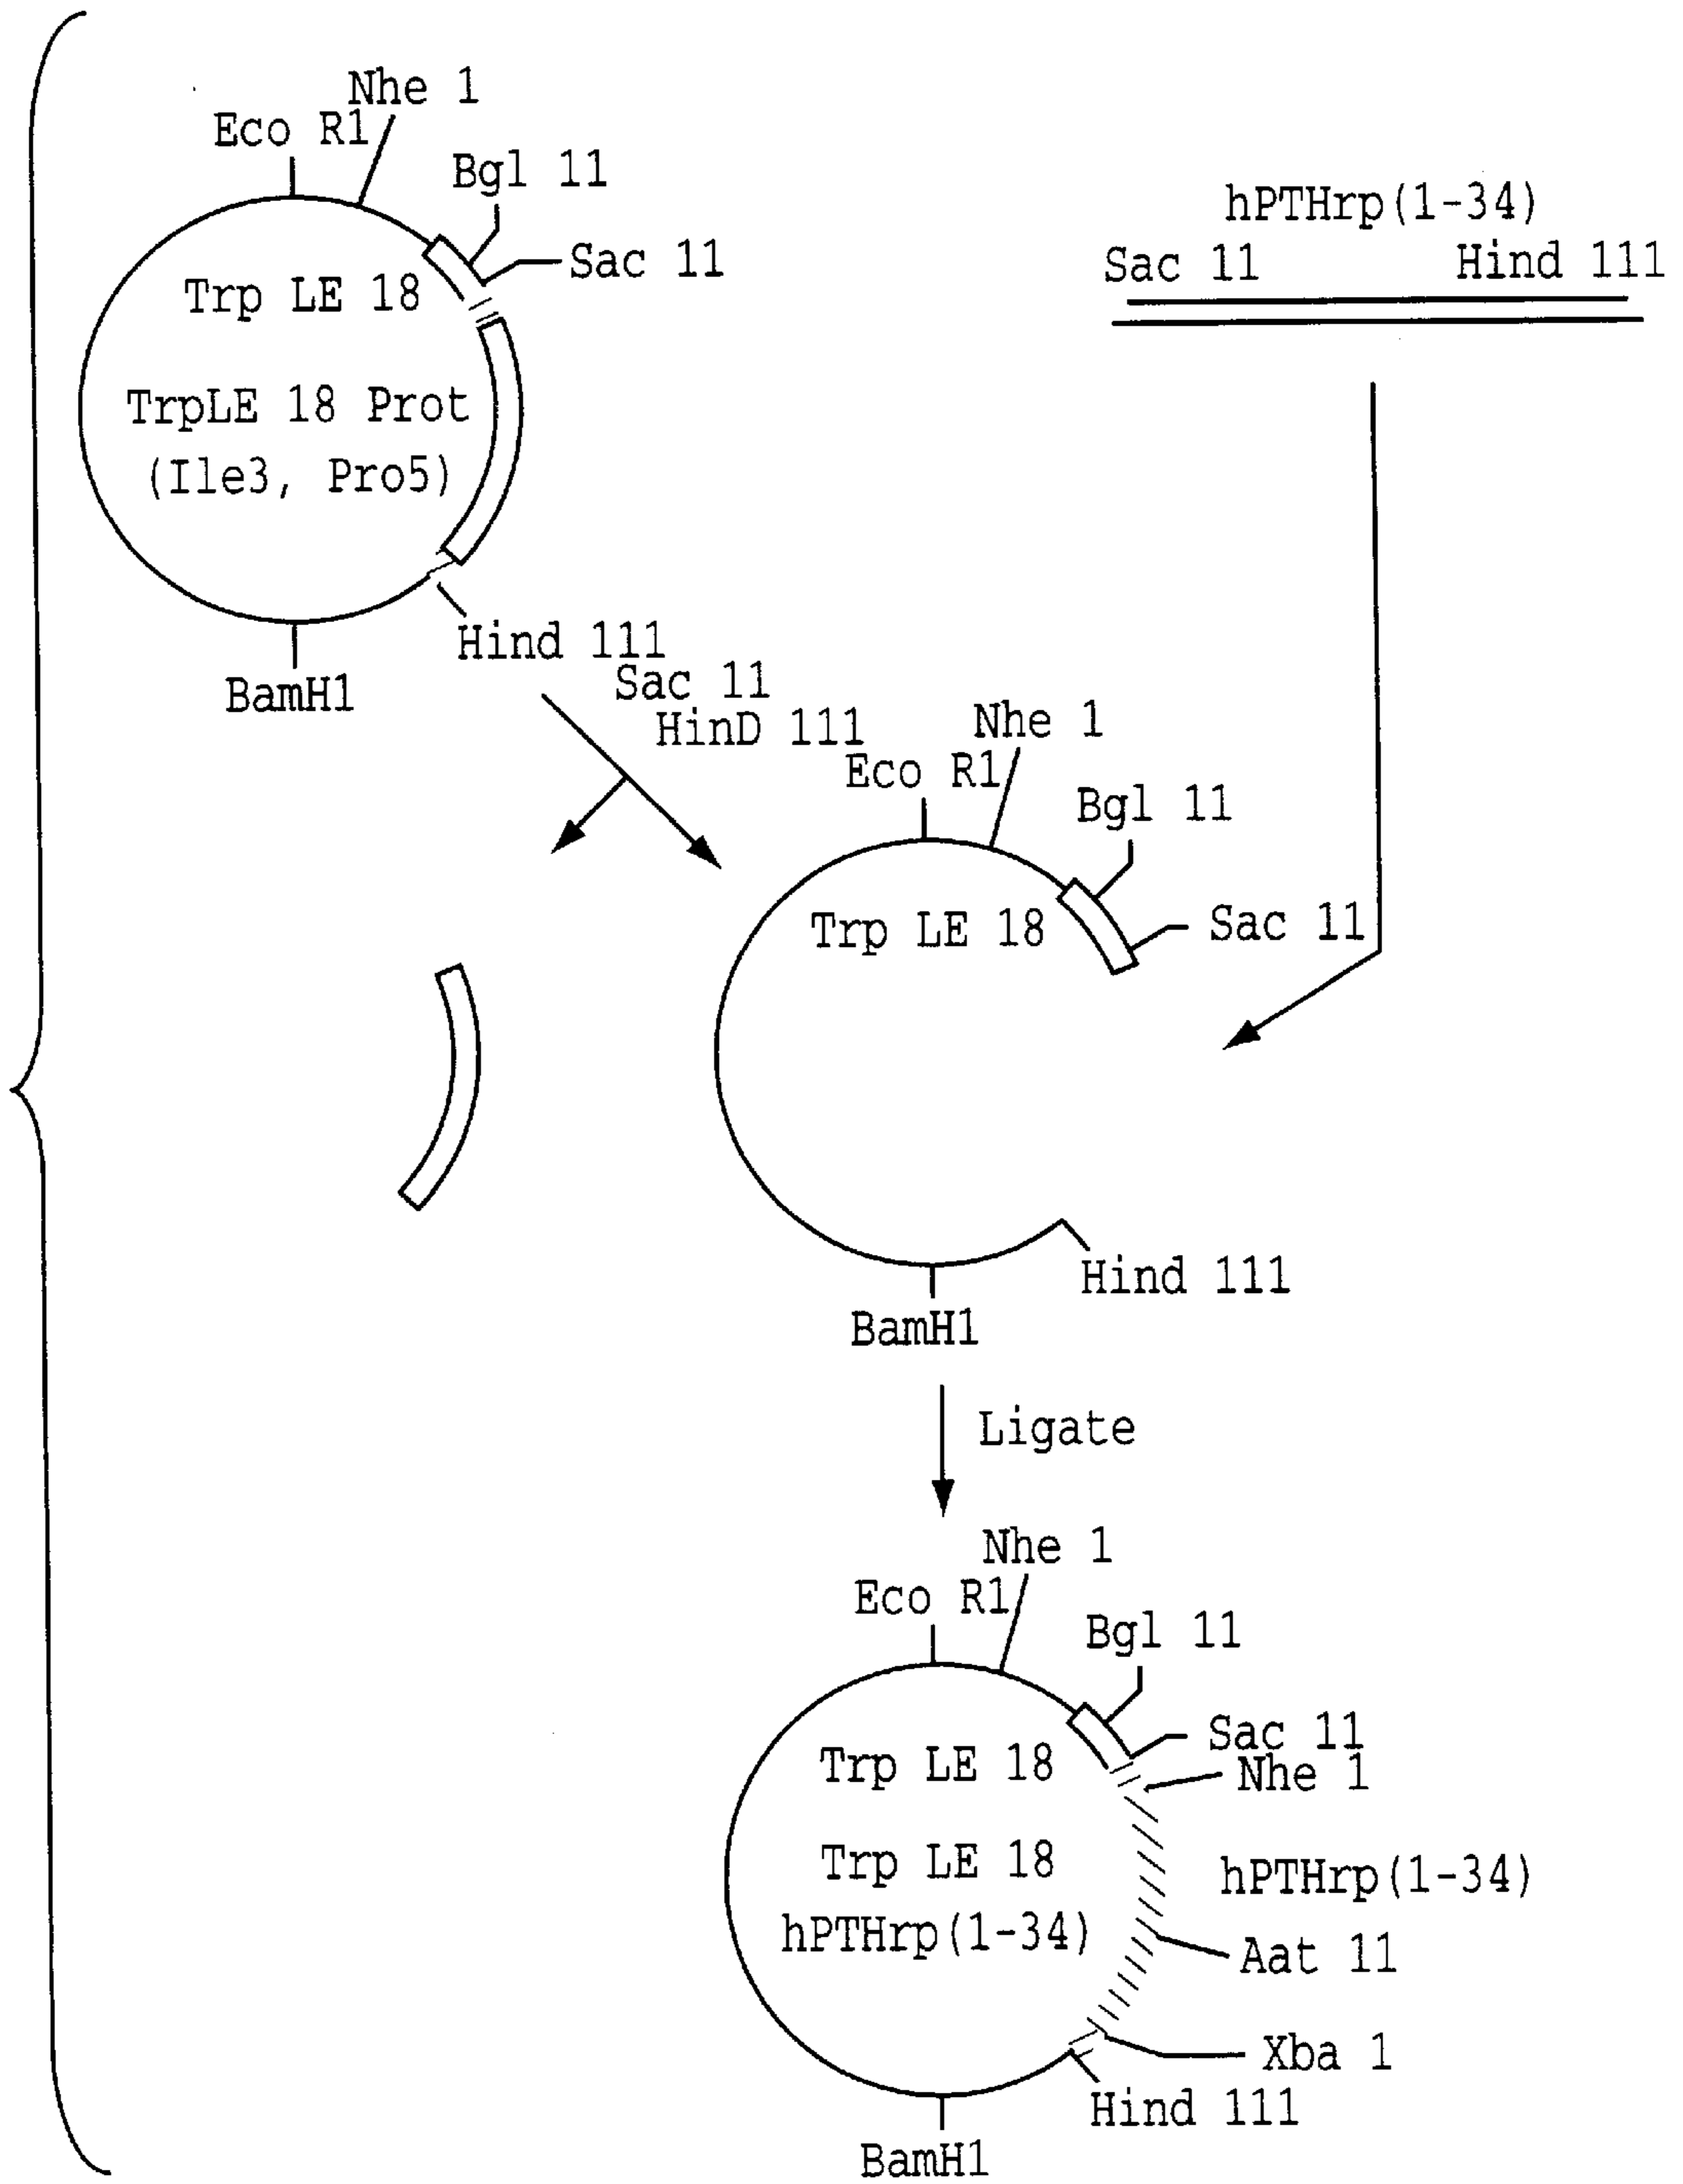 Nhe 1
Eco R1
Bgl 11
Sac 11
Trp LE 18
TrpLE 18 Prot
(Ile3, Pro5)
Hind 111
BamH1
hPTHrp(1-34)
Sac 11 Hind 111
Sac 11
HinD 111
Nhe 1
Eco R1
Bgl 11
Sac 11
Trp LE 18
Hind 111
BamH1
Ligate
Nhe 1
Eco R1
Bgl 11
Sac 11
Nhe 1
Trp LE 18
Trp LE 18
hPTHrp(1-34)
hPTHrp(1-34)
Aat 11
Xba 1
Hind 111
BamH1